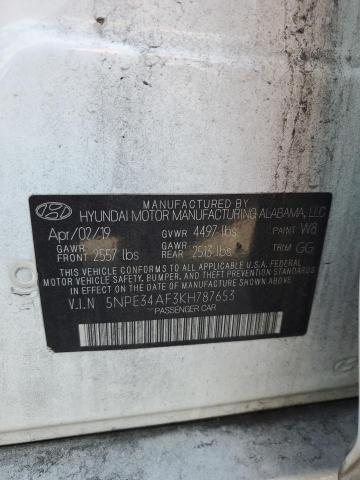 MANUFACTURED BY
HYUNDAI MOTOR MANUFACTURING ALABAMA, LLC
Apr/02/19 GVWR 4497 lbs PAINT W8
GAWR FRONT 2557 lbs GAWR REAR 2513 lbs TRIM GG
THIS VEHICLE CONFORMS TO ALL APPLICABLE U.S. FEDERAL
MOTOR VEHICLE SAFETY, BUMPER, AND THEFT PREVENTION
STANDARDS IN EFFECT ON THE DATE OF MANUFACTURE SHOWN ABOVE.
V.I.N 5NPE34AF3KH787653
PASSENGER CAR